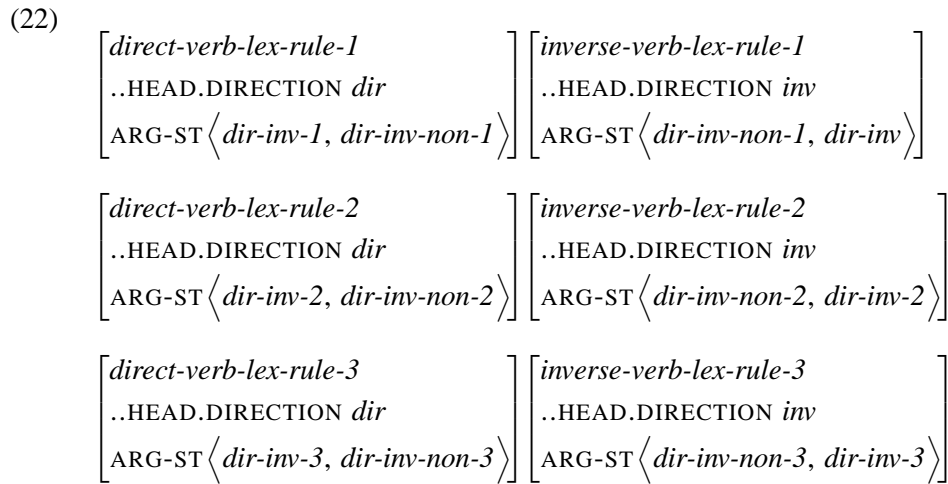 (22)
direct-verb-lex-rule-1 inverse-verb-lex-rule-1
..HEAD.DIRECTION dir ..HEAD.DIRECTION inv
ARG-ST⟨dir-inv-1, dir-inv-non-1⟩ ARG-ST⟨dir-inv-non-1, dir-inv⟩
direct-verb-lex-rule-2 inverse-verb-lex-rule-2
..HEAD.DIRECTION dir ..HEAD.DIRECTION inv
ARG-ST⟨dir-inv-2, dir-inv-non-2⟩ ARG-ST⟨dir-inv-non-2, dir-inv-2⟩
direct-verb-lex-rule-3 inverse-verb-lex-rule-3
..HEAD.DIRECTION dir ..HEAD.DIRECTION inv
ARG-ST⟨dir-inv-3, dir-inv-non-3⟩ ARG-ST⟨dir-inv-non-3, dir-inv-3⟩